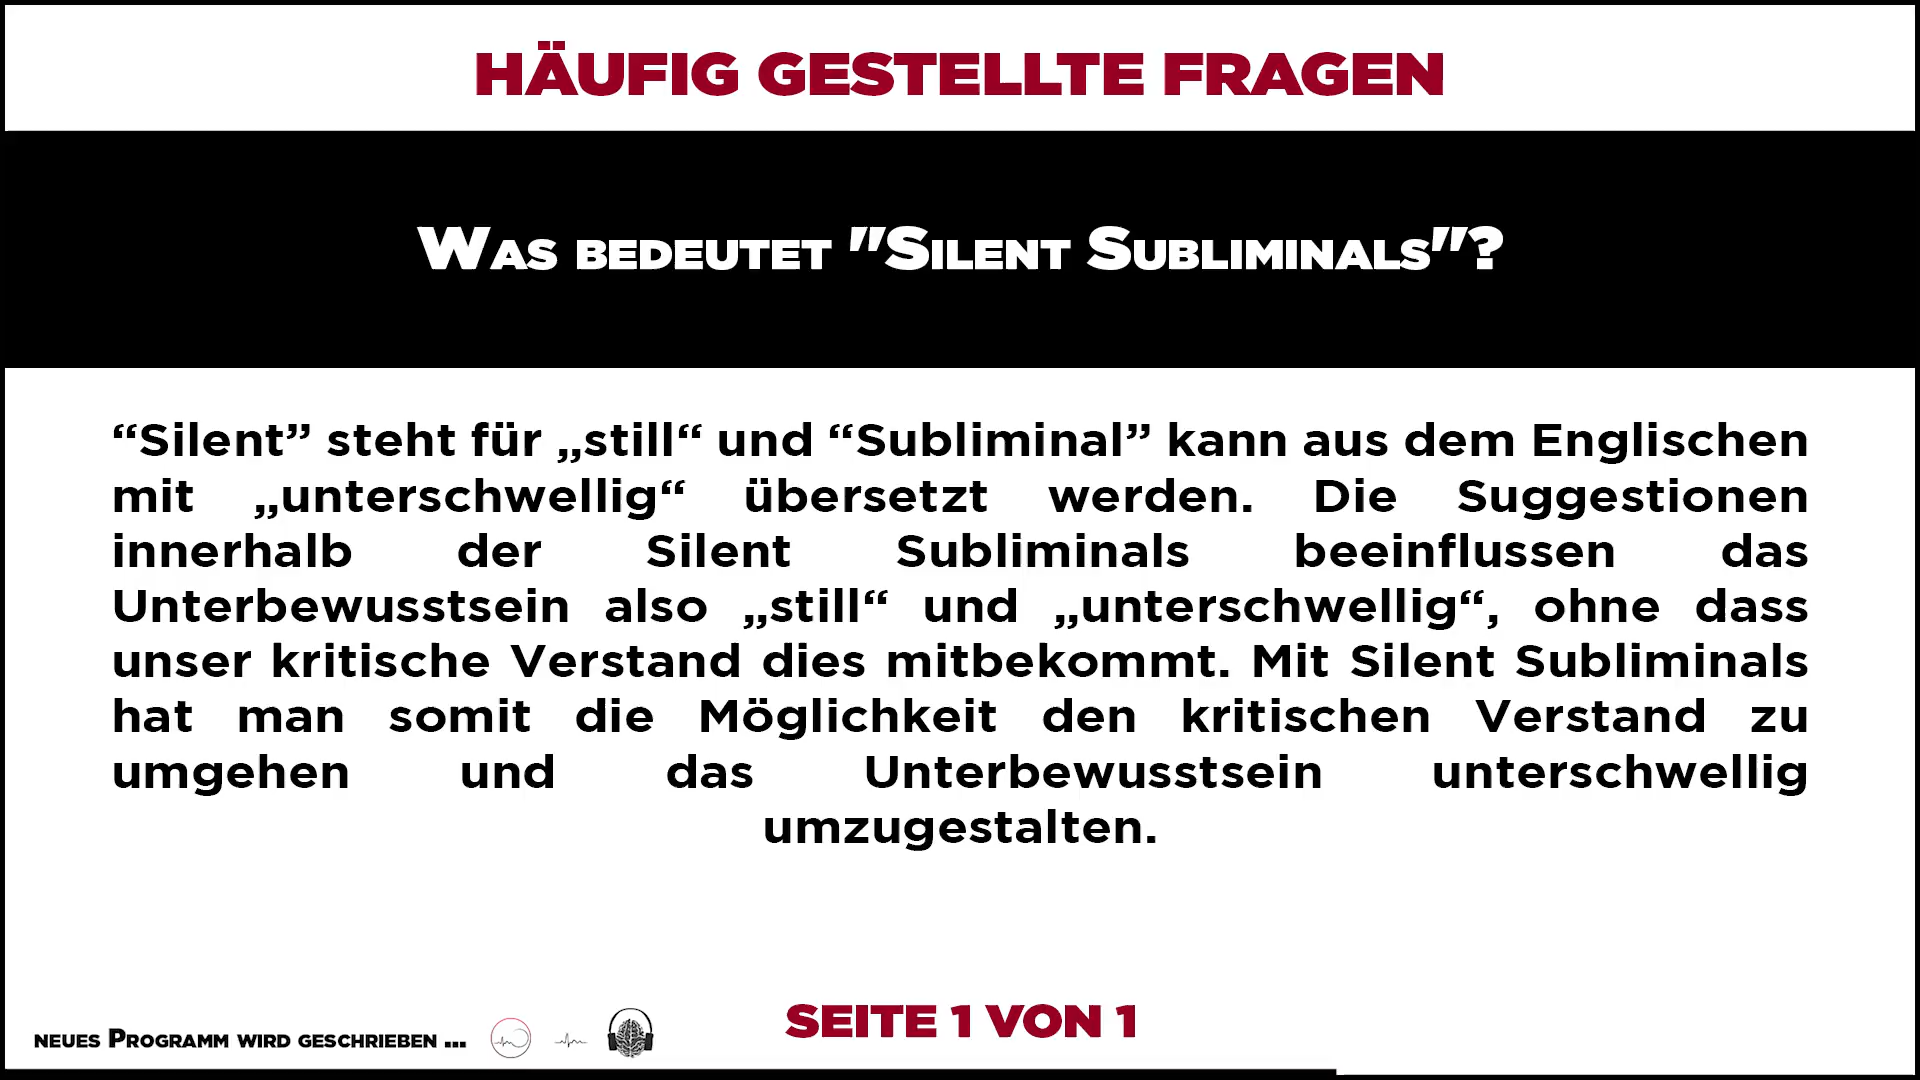 HÄUFIG GESTELLTE FRAGEN
WAS BEDEUTET "SILENT SUBLIMINALS"?
“Silent” steht für „still“ und “Subliminal” kann aus dem Englischen
mit „unterschwellig“ übersetzt werden. Die Suggestionen
innerhalb der Silent Subliminals beeinflussen das
Unterbewusstsein also „still“ und „unterschwellig“, ohne dass
unser kritische Verstand dies mitbekommt. Mit Silent Subliminals
hat man somit die Möglichkeit den kritischen Verstand zu
umgehen und das Unterbewusstsein unterschwellig
umzugestalten.
NEUES PROGRAMM WIRD GESCHRIEBEN ...
SEITE 1 VON 1